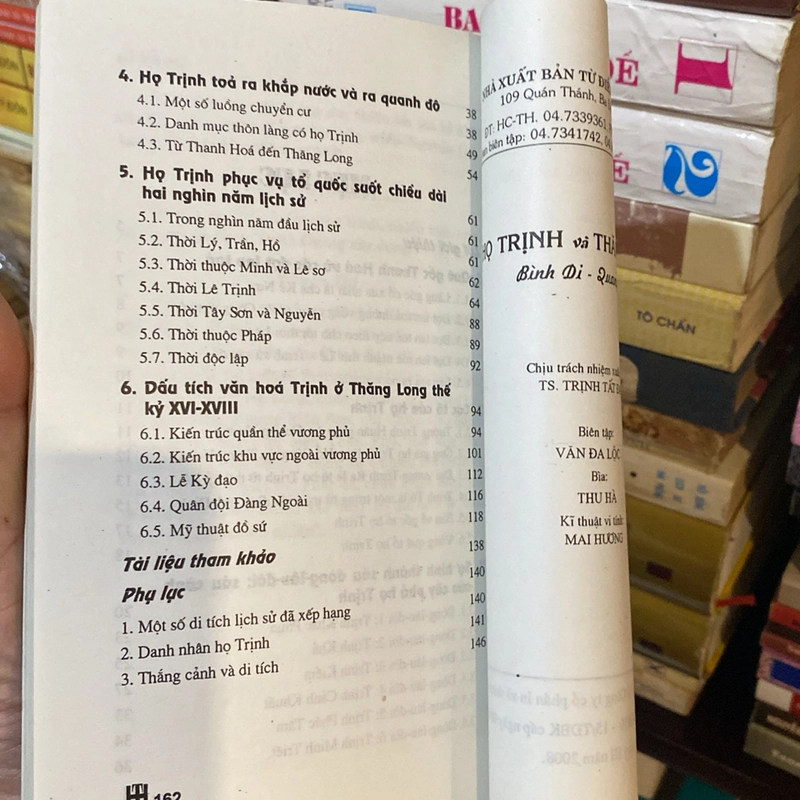 4. Họ Trịnh toả ra khắp nước và ra quanh đô 38
4.1. Một số luồng chuyển cư 38
4.2. Danh mục thôn làng có họ Trịnh 49
4.3. Từ Thanh Hoá đến Thăng Long 54
5. Họ Trịnh phục vụ tổ quốc suốt chiều dài
hai nghìn năm lịch sử 61
5.1. Trong nghìn năm đầu lịch sử 61
5.2. Thời Lý, Trần, Hồ 61
5.3. Thời thuộc Minh và Lê sơ 62
5.4. Thời Lê Trịnh 64
5.5. Thời Tây Sơn và Nguyễn 88
5.6. Thời thuộc Pháp 89
5.7. Thời độc lập 92
6. Dấu tích văn hoá Trịnh ở Thăng Long thế
kỷ XVI-XVIII 94
6.1. Kiến trúc quần thể vương phủ 94
6.2. Kiến trúc khu vực ngoài vương phủ 101
6.3. Lễ Kỳ đạo 112
6.4. Quân đội Đàng Ngoài 116
6.5. Mỹ thuật đồ sứ 118
Tài liệu tham khảo 138
Phụ lục 140
1. Một số di tích lịch sử đã xếp hạng 140
2. Danh nhân họ Trịnh 141
3. Thắng cảnh và di tích 146
162
NHÀ XUẤT BẢN TỪ
109 Quán Thánh,
ĐT: HC-TH. 04.7339361,
biên tập: 04.7341742,
HỌ TRỊNH và
Bình Di -
Chịu trách nhiệm
TS. TRỊNH TẤT
Biên tập:
VĂN ĐA LỘC
Bìa:
THU HÀ
Kĩ thuật vi tính
MAI HƯƠNG
BA
ĐẾ
1
2
TÔ CHẤN